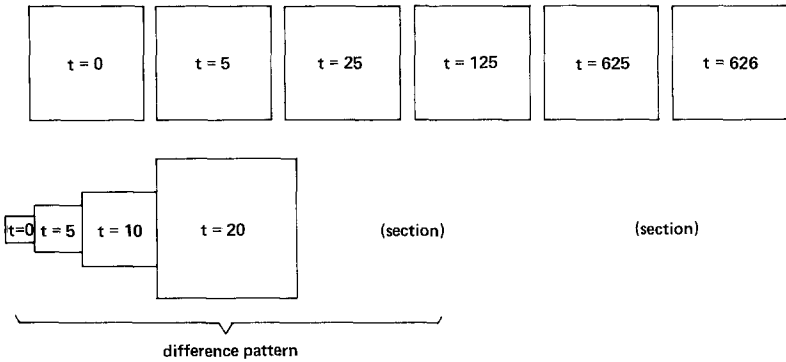 t = 0 t = 5 t = 25 t = 125 t = 625 t = 626
t=0 t = 5 t = 10 t = 20 (section) (section)
difference pattern